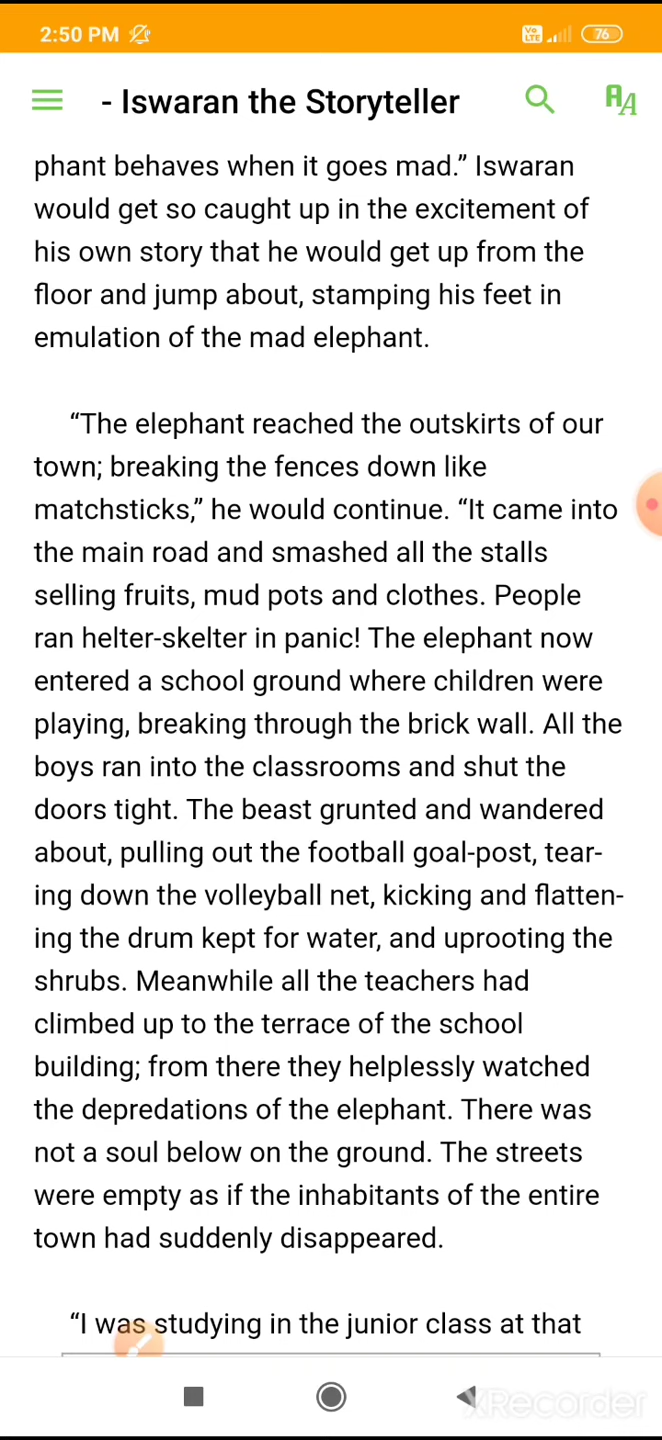 2:50 PM
Vo LTE 76
- Iswaran the Storyteller
AA
phant behaves when it goes mad.” Iswaran
would get so caught up in the excitement of
his own story that he would get up from the
floor and jump about, stamping his feet in
emulation of the mad elephant.
“The elephant reached the outskirts of our
town; breaking the fences down like
matchsticks,” he would continue. “It came into
the main road and smashed all the stalls
selling fruits, mud pots and clothes. People
ran helter-skelter in panic! The elephant now
entered a school ground where children were
playing, breaking through the brick wall. All the
boys ran into the classrooms and shut the
doors tight. The beast grunted and wandered
about, pulling out the football goal-post, tear-
ing down the volleyball net, kicking and flatten-
ing the drum kept for water, and uprooting the
shrubs. Meanwhile all the teachers had
climbed up to the terrace of the school
building; from there they helplessly watched
the depredations of the elephant. There was
not a soul below on the ground. The streets
were empty as if the inhabitants of the entire
town had suddenly disappeared.
“I was studying in the junior class at that
XRecorder